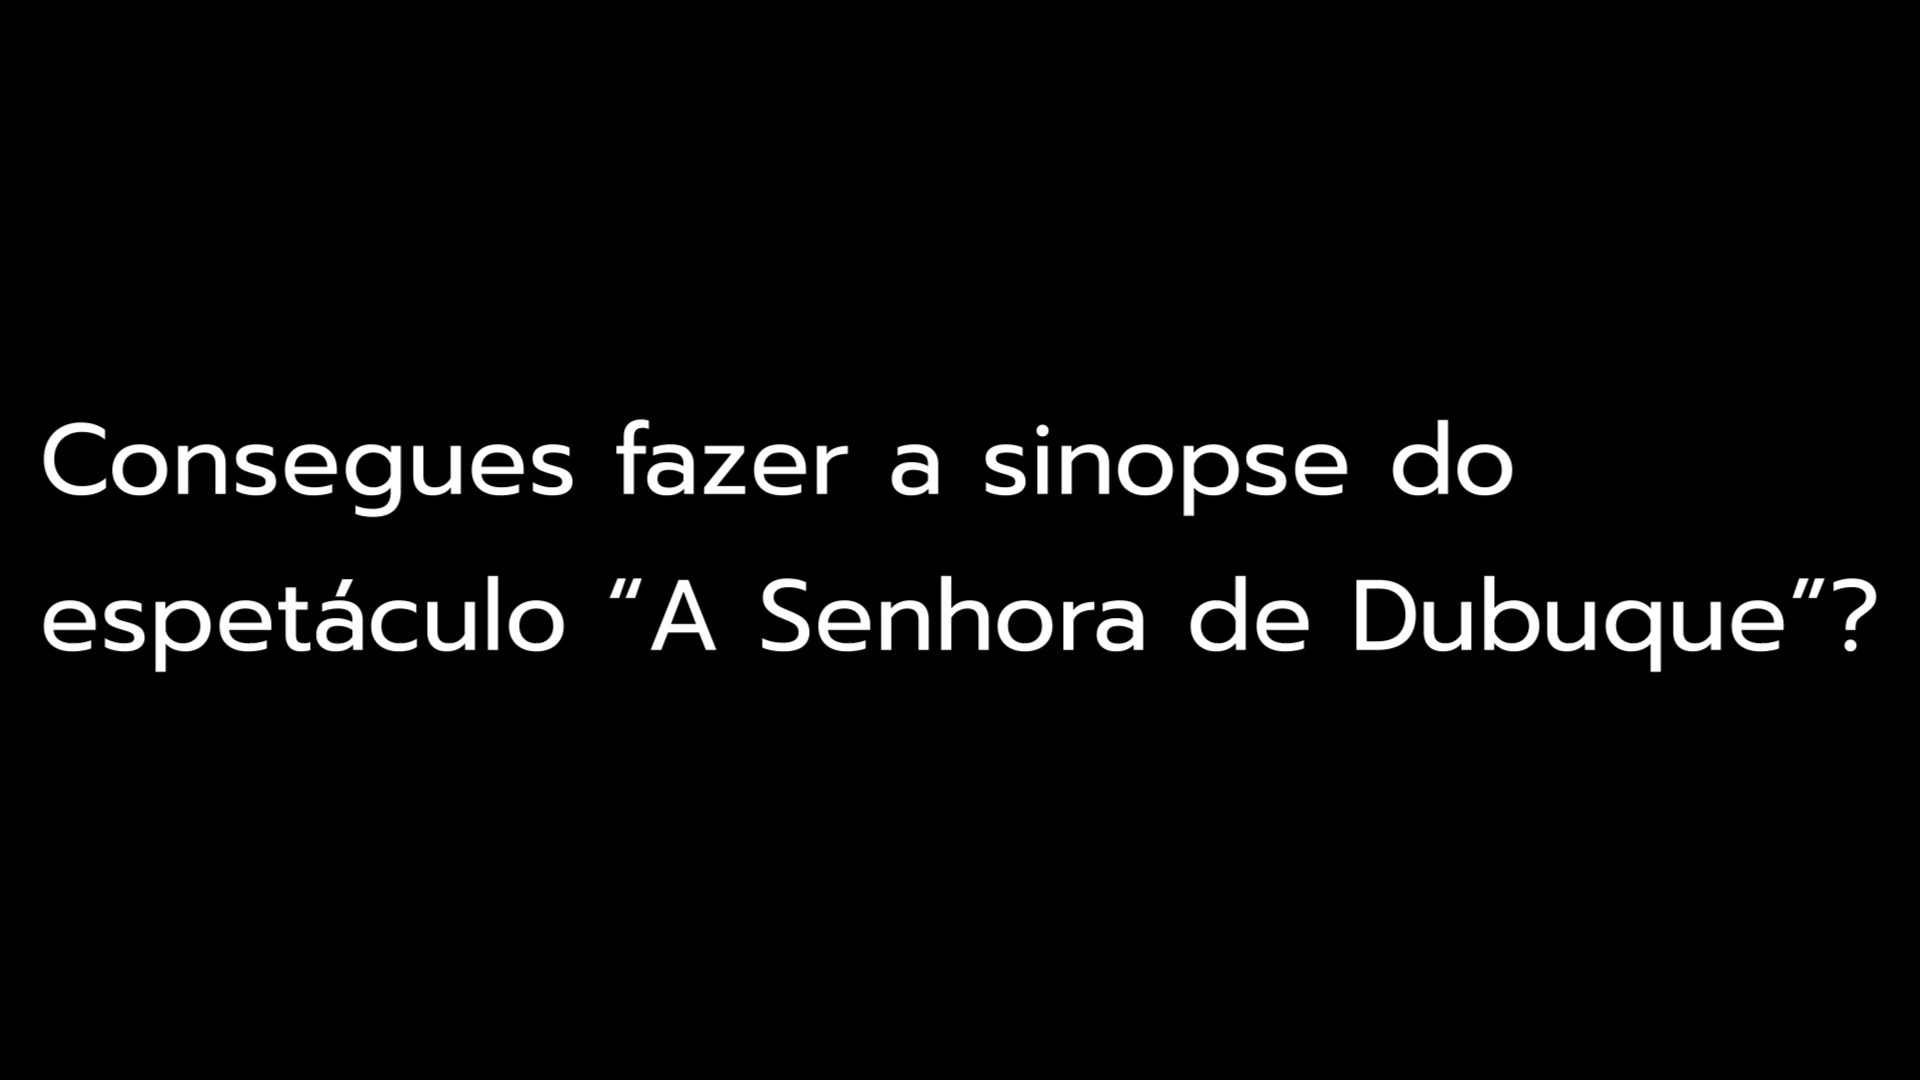 Consegues fazer a sinopse do
espetáculo “A Senhora de Dubuque”?